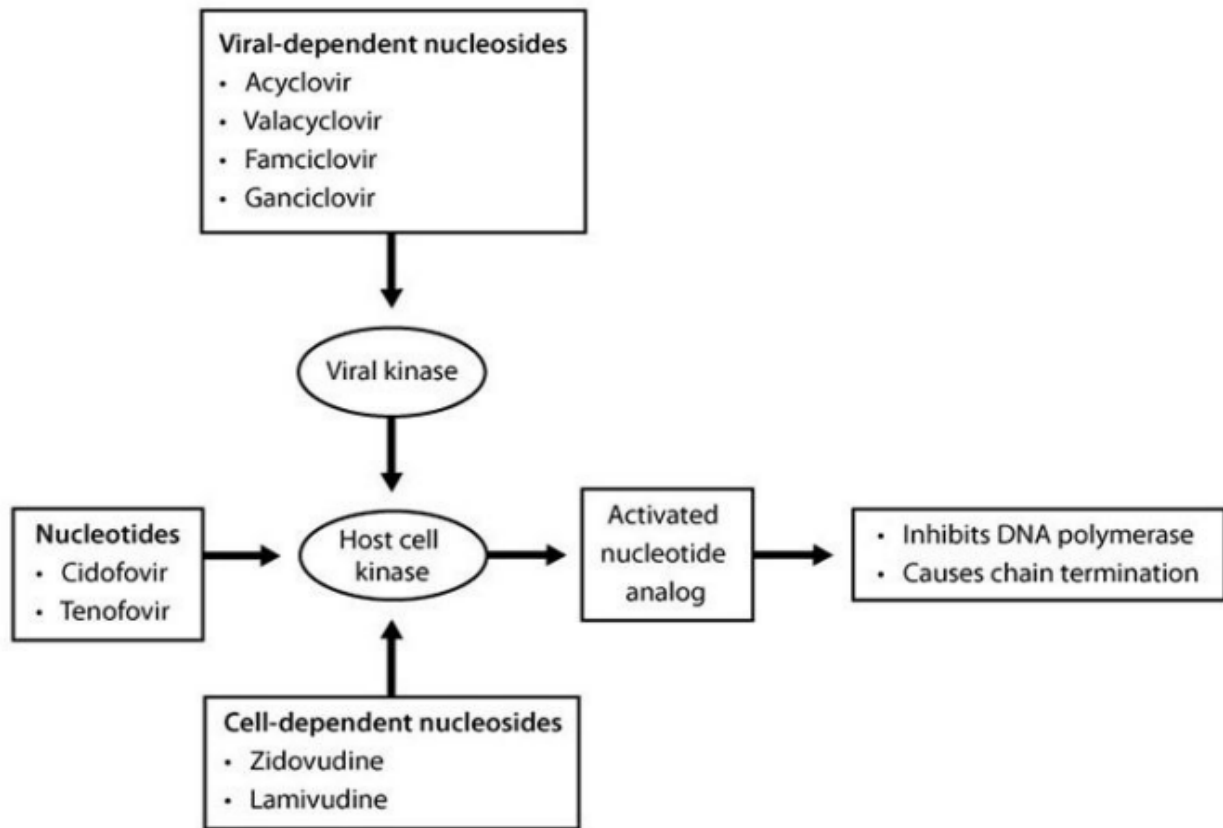 Viral-dependent nucleosides
• Acyclovir
• Valacyclovir
• Famciclovir
• Ganciclovir
Viral kinase
Nucleotides
• Cidofovir
• Tenofovir
Host cell
kinase
Activated
nucleotide
analog
• Inhibits DNA polymerase
• Causes chain termination
Cell-dependent nucleosides
• Zidovudine
• Lamivudine